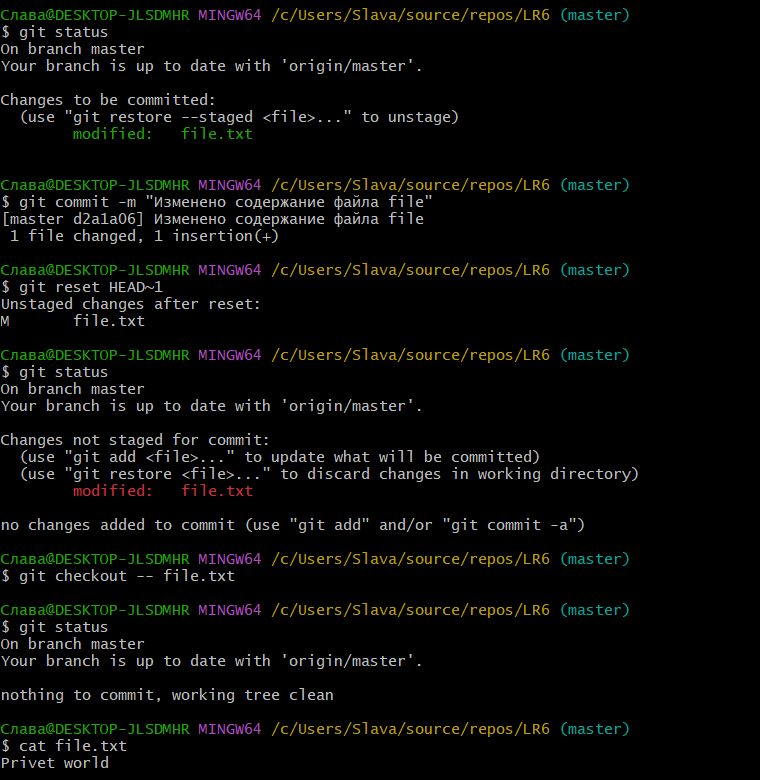 Слава@DESKTOP-JLSDMHR MINGW64 /c/Users/Slava/source/repos/LR6 (master)
$ git status
On branch master
Your branch is up to date with 'origin/master'.
Changes to be committed:
  (use "git restore --staged <file>..." to unstage)
        modified:   file.txt
Слава@DESKTOP-JLSDMHR MINGW64 /c/Users/Slava/source/repos/LR6 (master)
$ git commit -m "Изменено содержание файла file"
[master d2a1a06] Изменено содержание файла file
 1 file changed, 1 insertion(+)
Слава@DESKTOP-JLSDMHR MINGW64 /c/Users/Slava/source/repos/LR6 (master)
$ git reset HEAD~1
Unstaged changes after reset:
M       file.txt
Слава@DESKTOP-JLSDMHR MINGW64 /c/Users/Slava/source/repos/LR6 (master)
$ git status
On branch master
Your branch is up to date with 'origin/master'.
Changes not staged for commit:
  (use "git add <file>..." to update what will be committed)
  (use "git restore <file>..." to discard changes in working directory)
        modified:   file.txt
no changes added to commit (use "git add" and/or "git commit -a")
Слава@DESKTOP-JLSDMHR MINGW64 /c/Users/Slava/source/repos/LR6 (master)
$ git checkout -- file.txt
Слава@DESKTOP-JLSDMHR MINGW64 /c/Users/Slava/source/repos/LR6 (master)
$ git status
On branch master
Your branch is up to date with 'origin/master'.
nothing to commit, working tree clean
Слава@DESKTOP-JLSDMHR MINGW64 /c/Users/Slava/source/repos/LR6 (master)
$ cat file.txt
Privet world